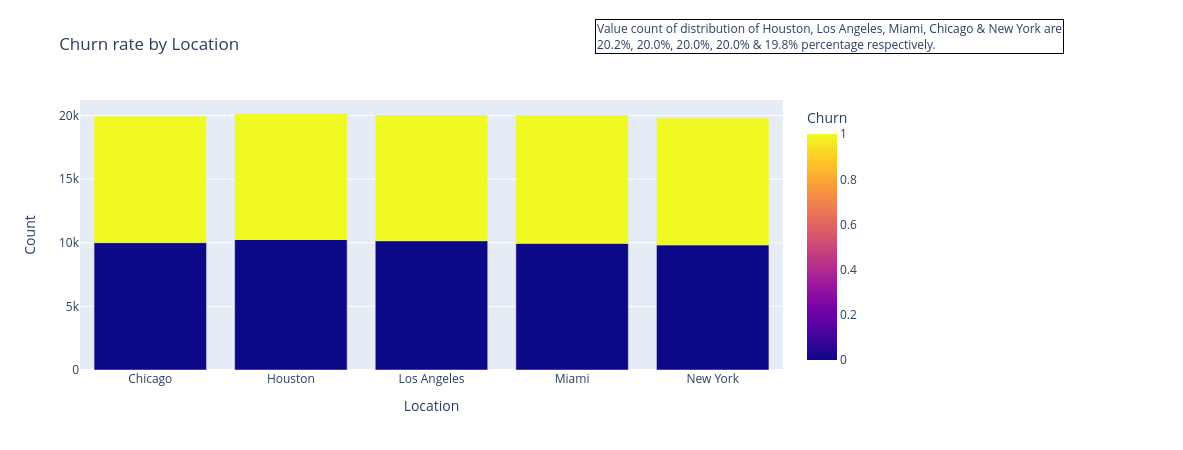 Value count of distribution of Houston, Los Angeles, Miami, Chicago & New York are
20.2%, 20.0%, 20.0%, 20.0% & 19.8% percentage respectively.
Churn rate by Location
Count
20k
15k
10k
5k
0
Chicago
Houston
Los Angeles
Miami
New York
Location
Churn
1
0.8
0.6
0.4
0.2
0